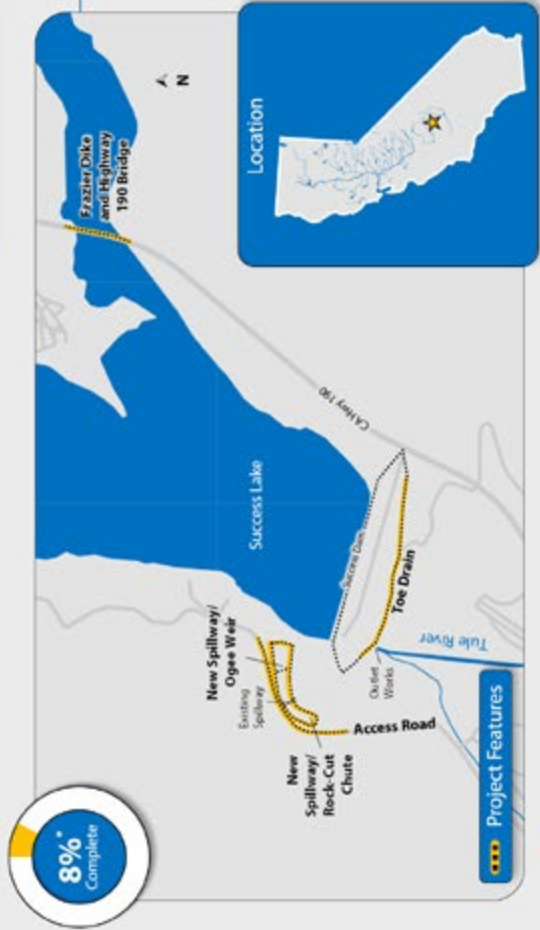 8%*
Complete
New Spillway/
Ogee Weir
Existing
Spillway
New
Spillway/
Rock-Cut
Chute
Access Road
Success Lake
Success Dam
Toe Drain
Outlet
Works
Tule River
CA Hwy 190
Frazier Dike
and Highway
190 Bridge
N
Location
Project Features